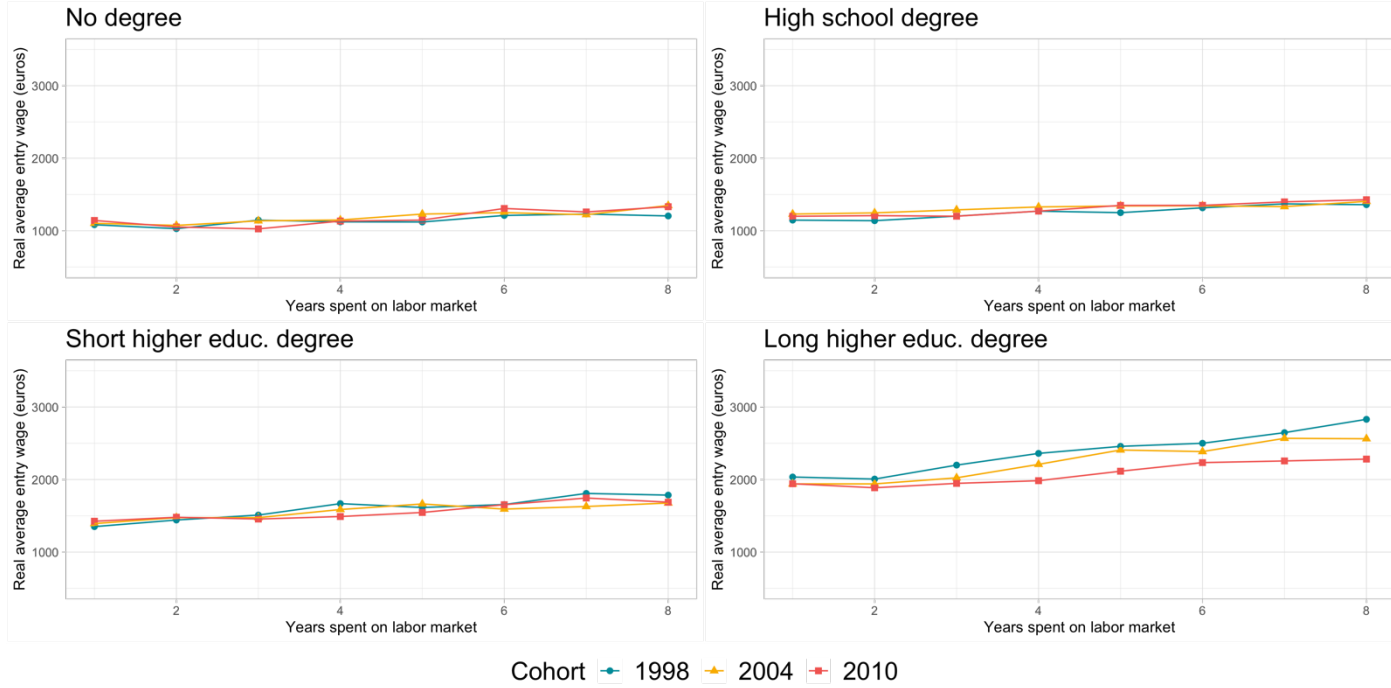 No degree
Real average entry wage (euros)
3000
2000
1000
2 4 6 8
Years spent on labor market
High school degree
Real average entry wage (euros)
3000
2000
1000
2 4 6 8
Years spent on labor market
Short higher educ. degree
Real average entry wage (euros)
3000
2000
1000
2 4 6 8
Years spent on labor market
Long higher educ. degree
Real average entry wage (euros)
3000
2000
1000
2 4 6 8
Years spent on labor market
Cohort 1998 2004 2010